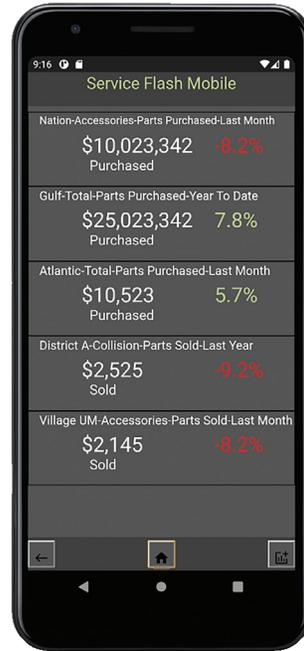 9:16
Service Flash Mobile
Nation-Accessories-Parts Purchased-Last Month
$10,023,342 -8.2%
Purchased
Gulf-Total-Parts Purchased-Year To Date
$25,023,342 7.8%
Purchased
Atlantic-Total-Parts Purchased-Last Month
$10,523 5.7%
Purchased
District A-Collision-Parts Sold-Last Year
$2,525 -9.2%
Sold
Village UM-Accessories-Parts Sold-Last Month
$2,145 -8.2%
Sold